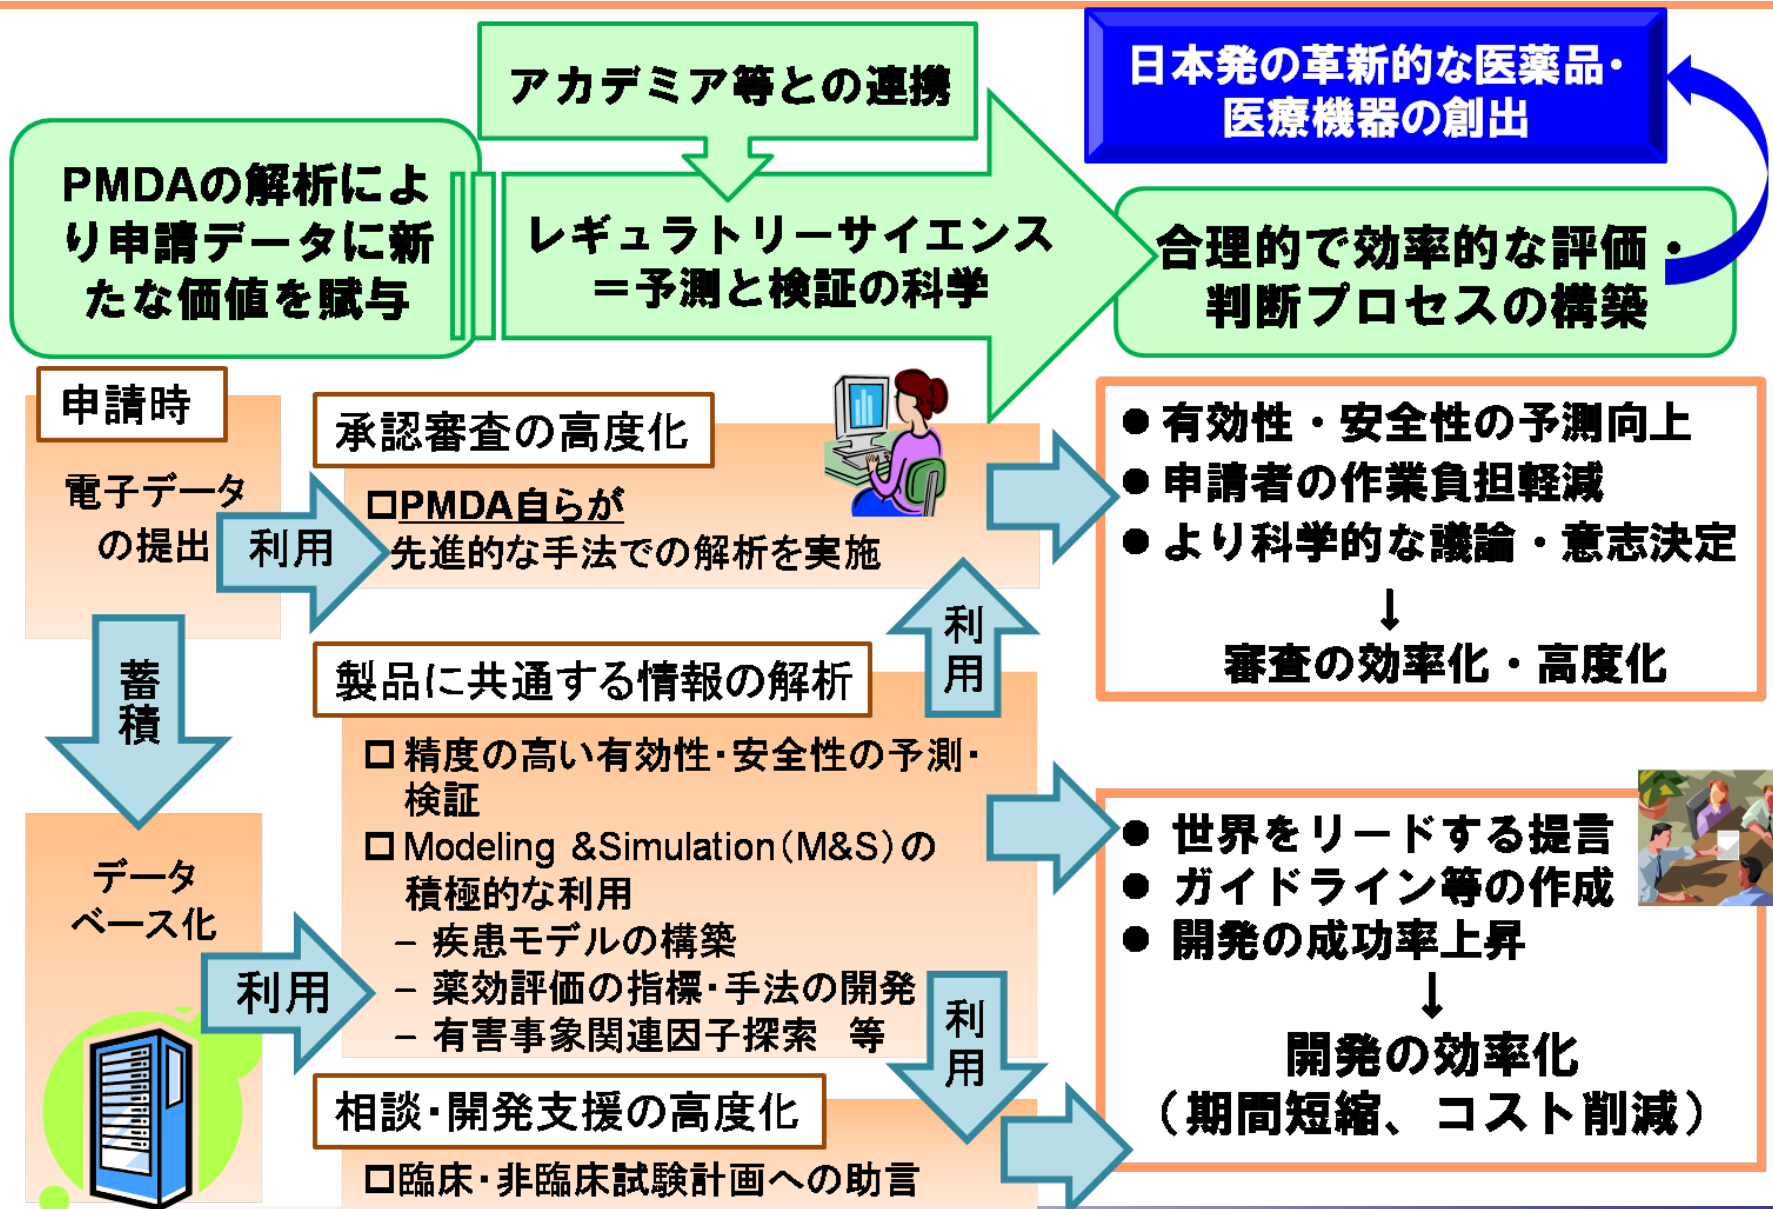 アカデミア等との連携
日本発の革新的な医薬品・
医療機器の創出
PMDAの解析によ
り申請データに新
たな価値を賦与
レギュラトリーサイエンス
＝予測と検証の科学
合理的で効率的な評価・
判断プロセスの構築
申請時
電子データ
の提出
利用
承認審査の高度化
□PMDA自らが
先進的な手法での解析を実施
● 有効性・安全性の予測向上
● 申請者の作業負担軽減
● より科学的な議論・意志決定
↓
審査の効率化・高度化
蓄
積
利
用
製品に共通する情報の解析
□ 精度の高い有効性・安全性の予測・
検証
□ Modeling &Simulation（M&S）の
積極的な利用
– 疾患モデルの構築
– 薬効評価の指標・手法の開発
– 有害事象関連因子探索　等
データ
ベース化
利用
利
用
● 世界をリードする提言
● ガイドライン等の作成
● 開発の成功率上昇
↓
開発の効率化
（期間短縮、コスト削減）
相談・開発支援の高度化
□臨床・非臨床試験計画への助言